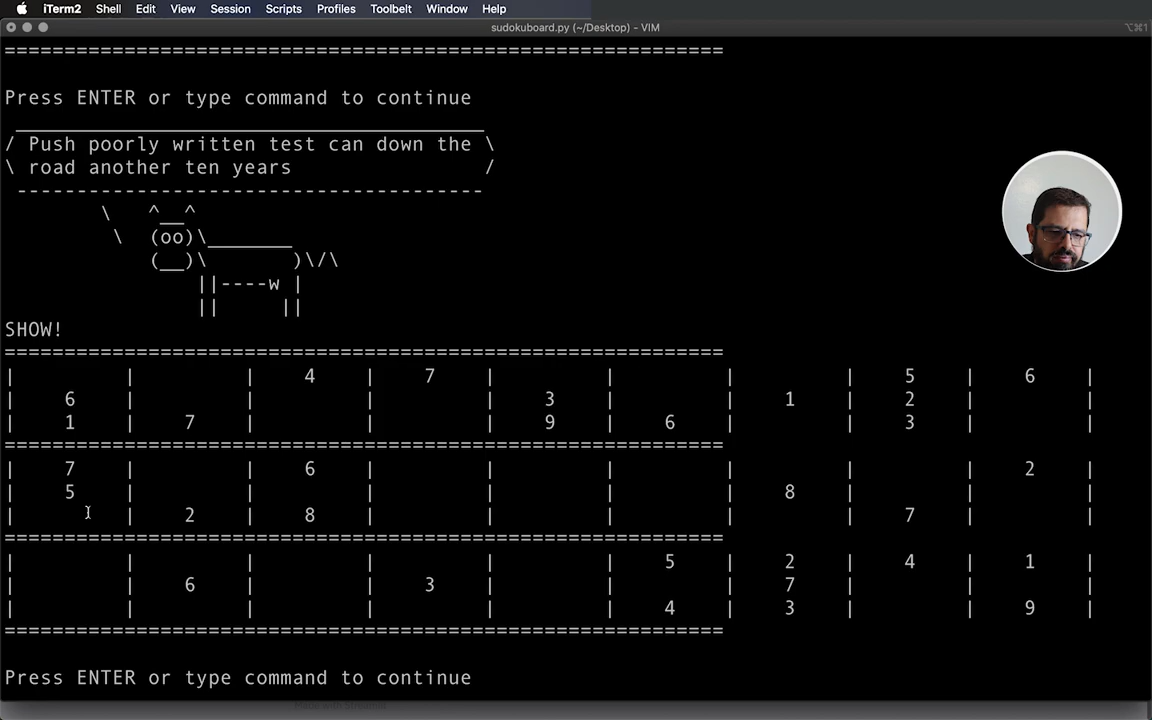 iTerm2 Shell Edit View Session Scripts Profiles Toolbelt Window Help
sudokuboard.py (~/Desktop) - VIM
⌥⌘1
============================================================
Press ENTER or type command to continue
 _______________________________________
/ Push poorly written test can down the \
\ road another ten years                /
 ---------------------------------------
        \   ^__^
         \  (oo)\_______
            (__)\       )\/\
                ||----w |
                ||     ||
SHOW!
============================================================
|         |         |    4    |    7    |         |         |         |    5    |    6    |
|    6    |         |         |         |    3    |         |    1    |    2    |         |
|    1    |    7    |         |         |    9    |    6    |         |    3    |         |
============================================================
|    7    |         |    6    |         |         |         |         |         |    2    |
|    5    |         |         |         |         |         |    8    |         |         |
|         |    2    |    8    |         |         |         |         |    7    |         |
============================================================
|         |         |         |         |         |    5    |    2    |    4    |    1    |
|         |    6    |         |    3    |         |         |    7    |         |         |
|         |         |         |         |         |    4    |    3    |         |    9    |
============================================================
Press ENTER or type command to continue